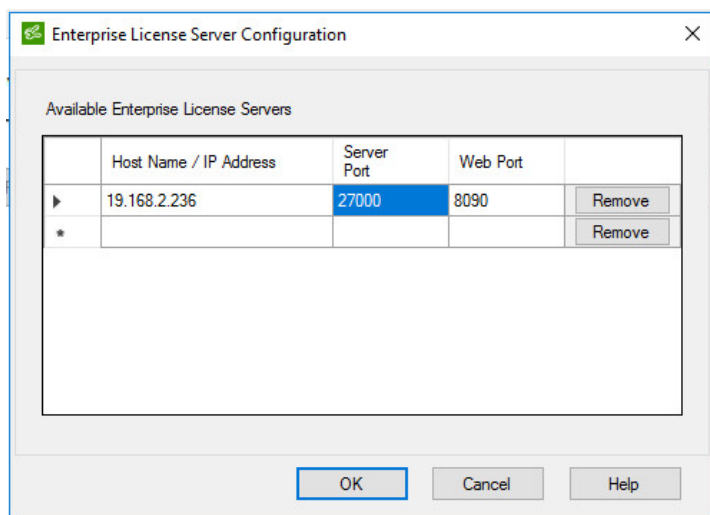 Enterprise License Server Configuration
Available Enterprise License Servers
Host Name / IP Address Server Port Web Port
19.168.2.236 27000 8090 Remove
Remove
OK Cancel Help